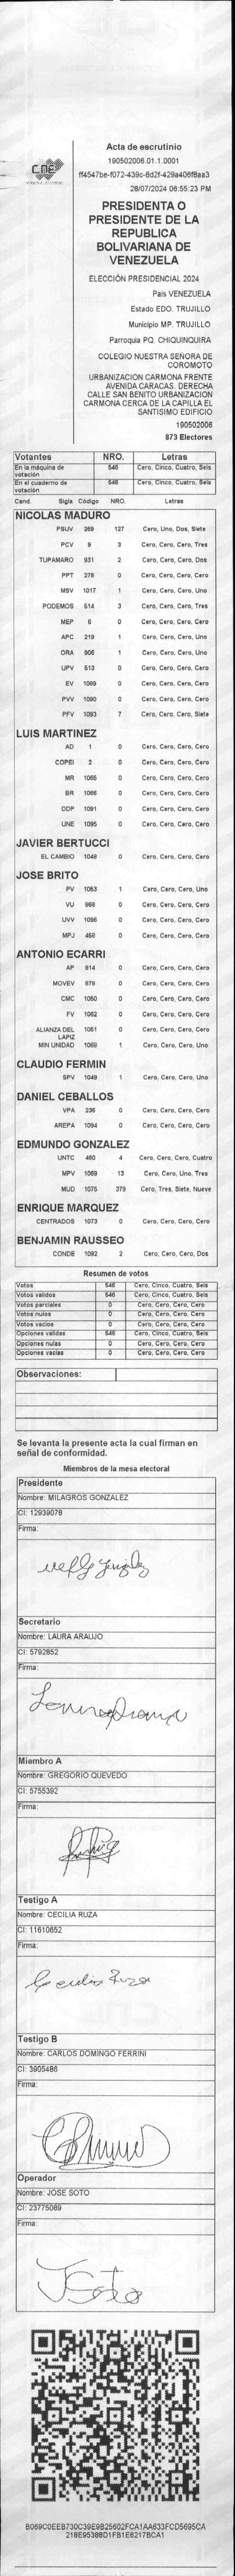 Acta de escrutinio
190502006.01.1.0001
ff4547be-f072-439c-8d2f-429a406f8aa3
28/07/2024 06:55:23 PM
PRESIDENTA O
PRESIDENTE DE LA
REPUBLICA
BOLIVARIANA DE
VENEZUELA
ELECCIÓN PRESIDENCIAL 2024
Pais VENEZUELA
Estado EDO. TRUJILLO
Municipio MP. TRUJILLO
Parroquia PQ. CHIQUINQUIRA
COLEGIO NUESTRA SENORA DE
COROMOTO
URBANIZACION CARMONA FRENTE
AVENIDA CARACAS. DERECHA
CALLE SAN BENITO URBANIZACION
CARMONA CERCA DE LA CAPILLA EL
SANTISIMO EDIFICIO
190502006
873 Electores
CNE
Votantes NRO. Letras
En la máquina de votación 546 Cero, Cinco, Cuatro, Seis
En el cuaderno de votación 546 Cero, Cinco, Cuatro, Seis
Cand. Sigla Código NRO. Letras
NICOLAS MADURO
PSUV 269 127 Cero, Uno, Dos, Siete
PCV 9 3 Cero, Cero, Cero, Tres
TUPAMARO 931 2 Cero, Cero, Cero, Dos
PPT 276 0 Cero, Cero, Cero, Cero
MSV 1017 1 Cero, Cero, Cero, Uno
PODEMOS 514 3 Cero, Cero, Cero, Tres
MEP 6 0 Cero, Cero, Cero, Cero
APC 219 1 Cero, Cero, Cero, Uno
ORA 906 1 Cero, Cero, Cero, Uno
UPV 513 0 Cero, Cero, Cero, Cero
EV 1089 0 Cero, Cero, Cero, Cero
PVV 1090 0 Cero, Cero, Cero, Cero
PFV 1093 7 Cero, Cero, Cero, Siete
LUIS MARTINEZ
AD 1 0 Cero, Cero, Cero, Cero
COPEI 2 0 Cero, Cero, Cero, Cero
MR 1065 0 Cero, Cero, Cero, Cero
BR 1066 0 Cero, Cero, Cero, Cero
DDP 1091 0 Cero, Cero, Cero, Cero
UNE 1095 0 Cero, Cero, Cero, Cero
JAVIER BERTUCCI
EL CAMBIO 1048 0 Cero, Cero, Cero, Cero
JOSE BRITO
PV 1053 1 Cero, Cero, Cero, Uno
VU 968 0 Cero, Cero, Cero, Cero
UVV 1096 0 Cero, Cero, Cero, Cero
MPJ 458 0 Cero, Cero, Cero, Cero
ANTONIO ECARRI
AP 814 0 Cero, Cero, Cero, Cero
MOVEV 979 0 Cero, Cero, Cero, Cero
CMC 1050 0 Cero, Cero, Cero, Cero
FV 1062 0 Cero, Cero, Cero, Cero
ALIANZA DEL LAPIZ 1051 0 Cero, Cero, Cero, Cero
MIN UNIDAD 1068 1 Cero, Cero, Cero, Uno
CLAUDIO FERMIN
SPV 1049 1 Cero, Cero, Cero, Uno
DANIEL CEBALLOS
VPA 236 0 Cero, Cero, Cero, Cero
AREPA 1094 0 Cero, Cero, Cero, Cero
EDMUNDO GONZALEZ
UNTC 460 4 Cero, Cero, Cero, Cuatro
MPV 1069 13 Cero, Cero, Uno, Tres
MUD 1075 379 Cero, Tres, Siete, Nueve
ENRIQUE MARQUEZ
CENTRADOS 1073 0 Cero, Cero, Cero, Cero
BENJAMIN RAUSSEO
CONDE 1092 2 Cero, Cero, Cero, Dos
Resumen de votos
Votos 546 Cero, Cinco, Cuatro, Seis
Votos validos 546 Cero, Cinco, Cuatro, Seis
Votos parciales 0 Cero, Cero, Cero, Cero
Votos nulos 0 Cero, Cero, Cero, Cero
Votos vacios 0 Cero, Cero, Cero, Cero
Opciones validas 546 Cero, Cinco, Cuatro, Seis
Opciones nulas 0 Cero, Cero, Cero, Cero
Opciones vacias 0 Cero, Cero, Cero, Cero
Observaciones:
Se levanta la presente acta la cual firman en
señal de conformidad.
Miembros de la mesa electoral
Presidente
Nombre: MILAGROS GONZALEZ
CI: 12939078
Firma:
Secretario
Nombre: LAURA ARAUJO
CI: 5792852
Firma:
Laura Araujo
Miembro A
Nombre: GREGORIO QUEVEDO
CI: 5755392
Firma:
Testigo A
Nombre: CECILIA RUZA
CI: 11610652
Firma:
Cecilia Ruza
Testigo B
Nombre: CARLOS DOMINGO FERRINI
CI: 3905486
Firma:
Operador
Nombre: JOSE SOTO
CI: 23775089
Firma:
JSoto
B069C0EEB730C39E9B25602FCA1AA633FCD5695CA
218E95388D1FB1E6217BCA1